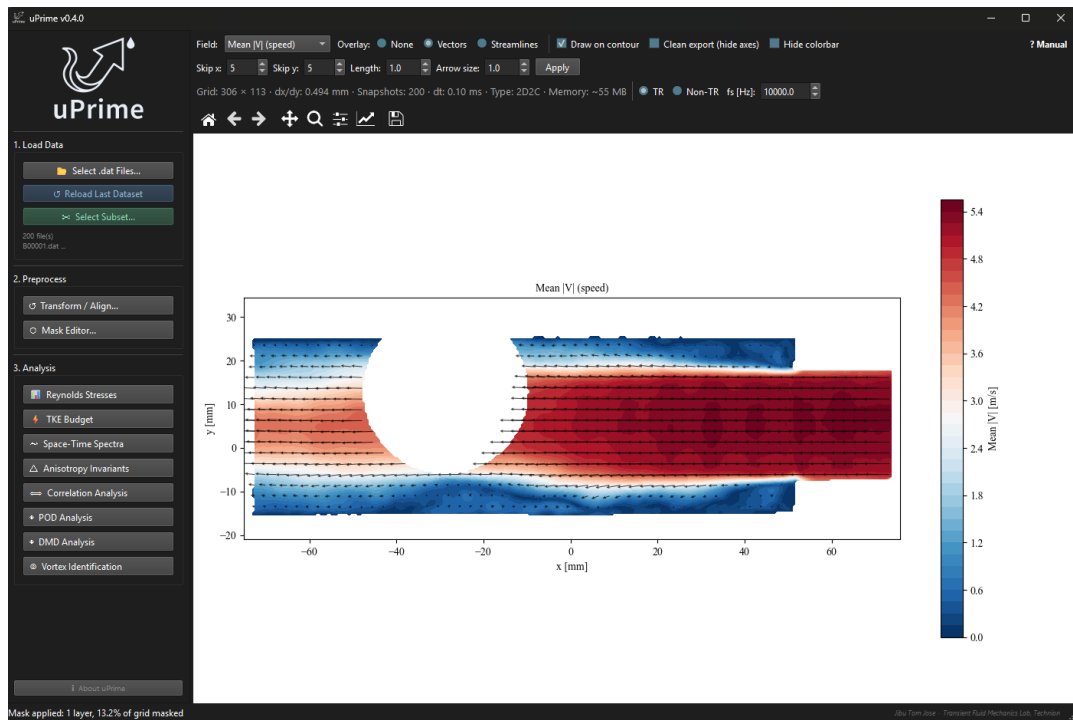 uPrime v0.4.0
uPrime
Field: Mean |V| (speed) Overlay: None Vectors Streamlines Draw on contour Clean export (hide axes) Hide colorbar ? Manual
Skip x: 5 Skip y: 5 Length: 1.0 Arrow size: 1.0 Apply
Grid: 306 × 113 · dx/dy: 0.494 mm · Snapshots: 200 · dt: 0.10 ms · Type: 2D2C · Memory: ~55 MB TR Non-TR fs [Hz]: 10000.0
1. Load Data
Select .dat Files...
Reload Last Dataset
Select Subset...
200 file(s)
B00001.dat ...
2. Preprocess
Transform / Align...
Mask Editor...
3. Analysis
Reynolds Stresses
TKE Budget
Space-Time Spectra
Anisotropy Invariants
Correlation Analysis
POD Analysis
DMD Analysis
Vortex Identification
About uPrime
Mask applied: 1 layer, 13.2% of grid masked
Mean |V| (speed)
30
20
10
0
−10
−20
y [mm]
−60 −40 −20 0 20 40 60
x [mm]
5.4
4.8
4.2
3.6
3.0
2.4
1.8
1.2
0.6
0.0
Mean |V| [m/s]
Jibu Tom Jose · Transient Fluid Mechanics Lab, Technion